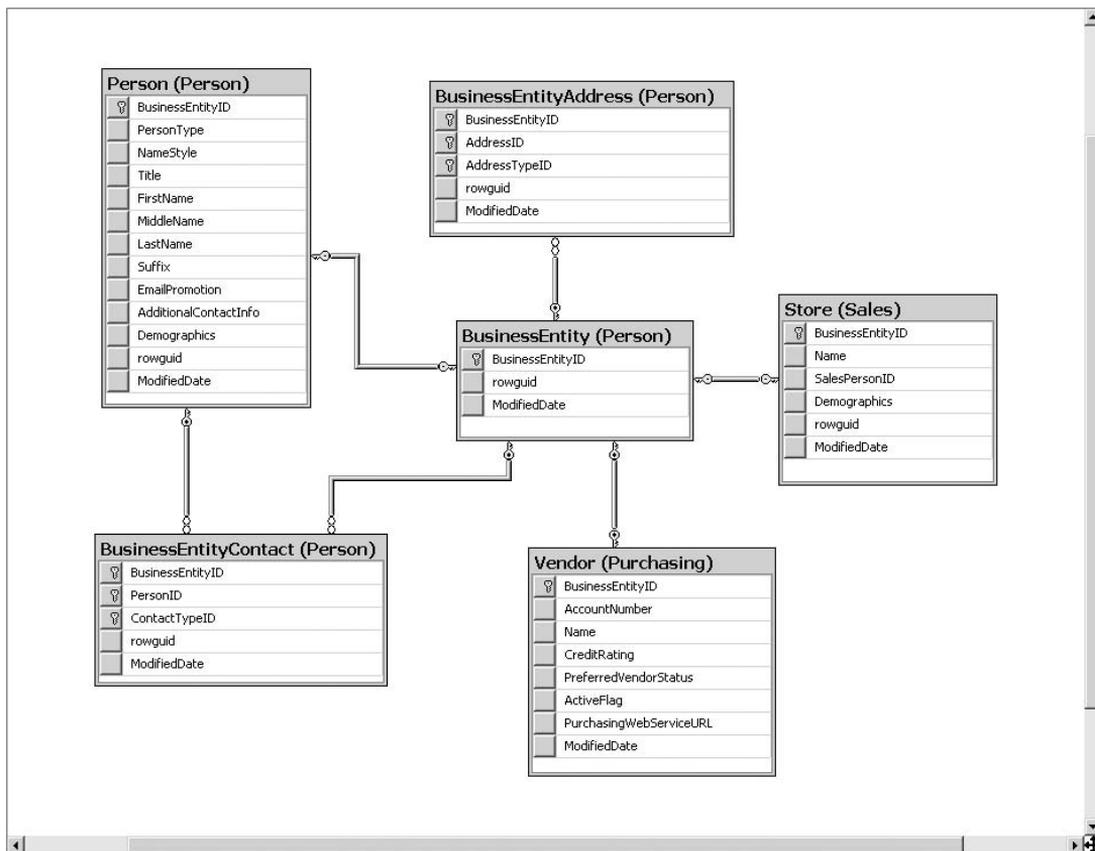 Person (Person)
BusinessEntityID
PersonType
NameStyle
Title
FirstName
MiddleName
LastName
Suffix
EmailPromotion
AdditionalContactInfo
Demographics
rowguid
ModifiedDate
BusinessEntityAddress (Person)
BusinessEntityID
AddressID
AddressTypeID
rowguid
ModifiedDate
BusinessEntity (Person)
BusinessEntityID
rowguid
ModifiedDate
Store (Sales)
BusinessEntityID
Name
SalesPersonID
Demographics
rowguid
ModifiedDate
BusinessEntityContact (Person)
BusinessEntityID
PersonID
ContactTypeID
rowguid
ModifiedDate
Vendor (Purchasing)
BusinessEntityID
AccountNumber
Name
CreditRating
PreferredVendorStatus
ActiveFlag
PurchasingWebServiceURL
ModifiedDate